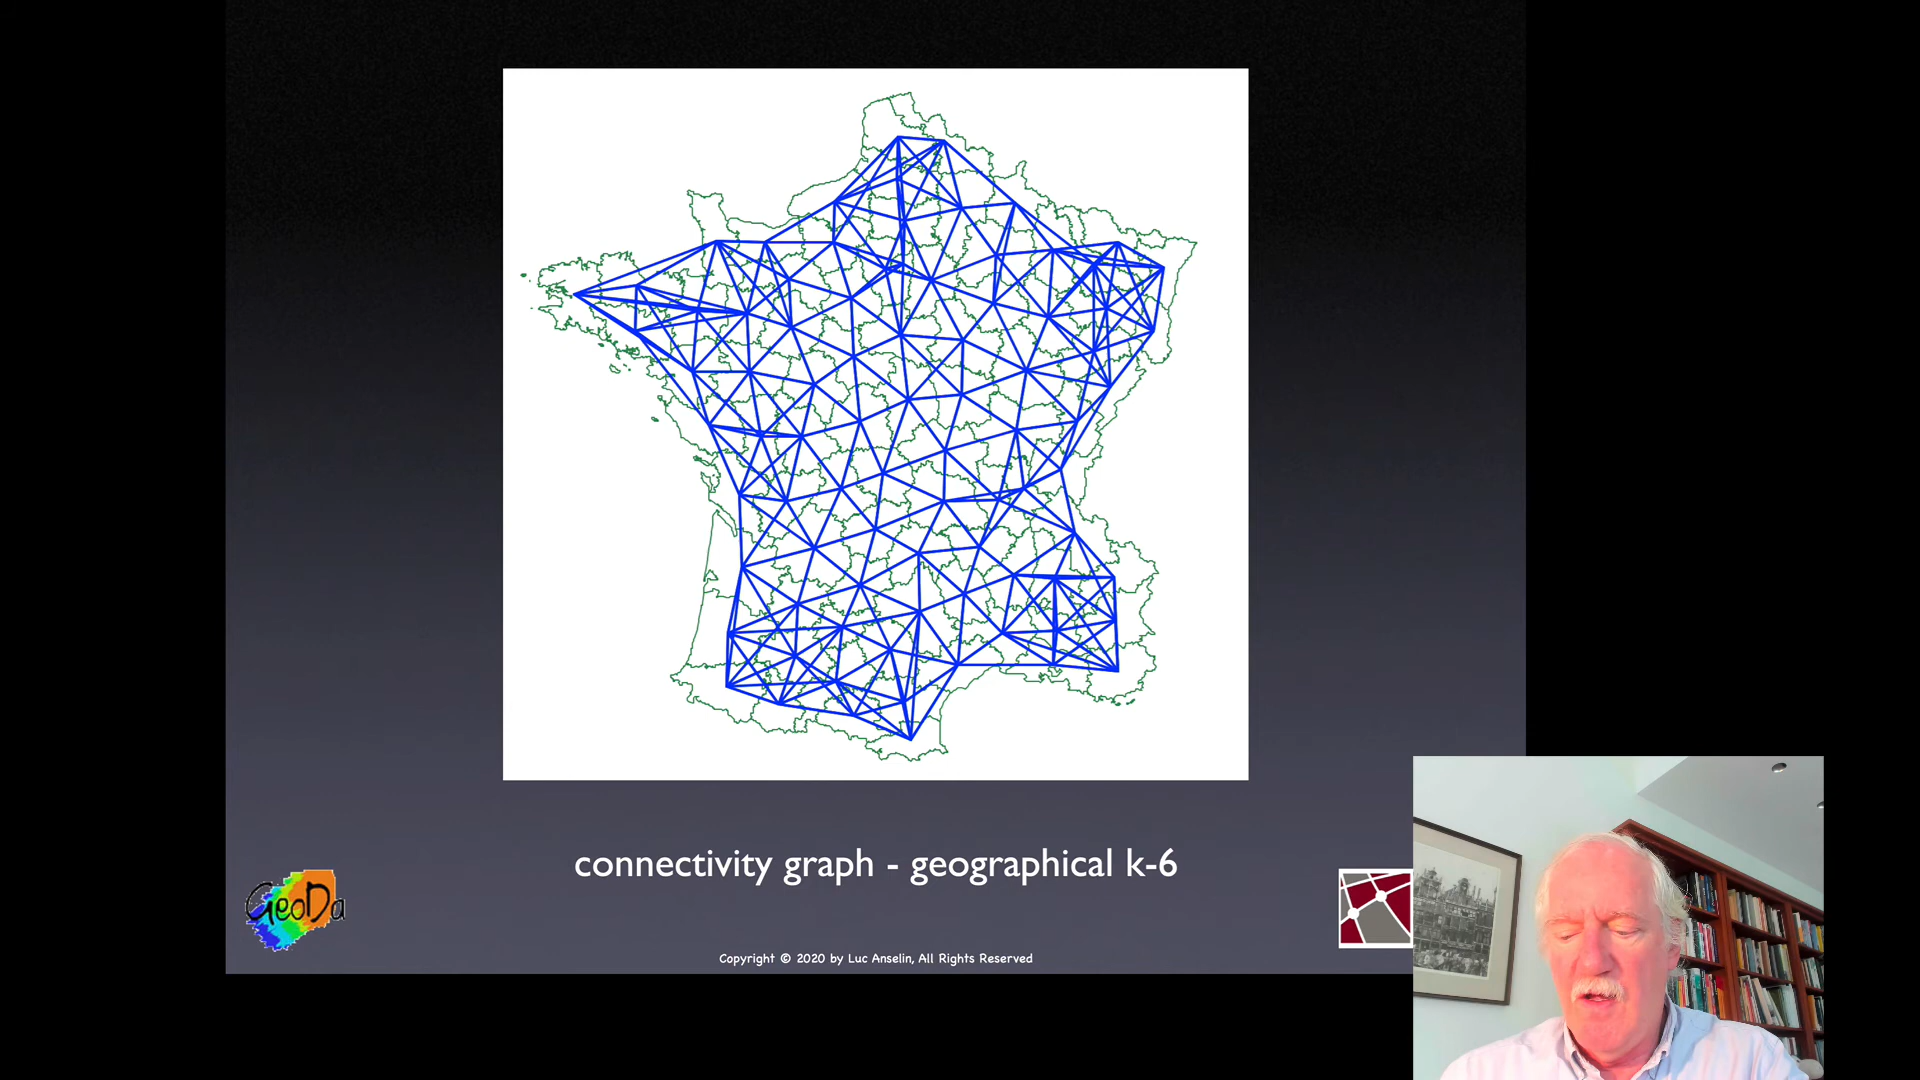 connectivity graph - geographical k-6
GeoDa
Copyright © 2020 by Luc Anselin, All Rights Reserved